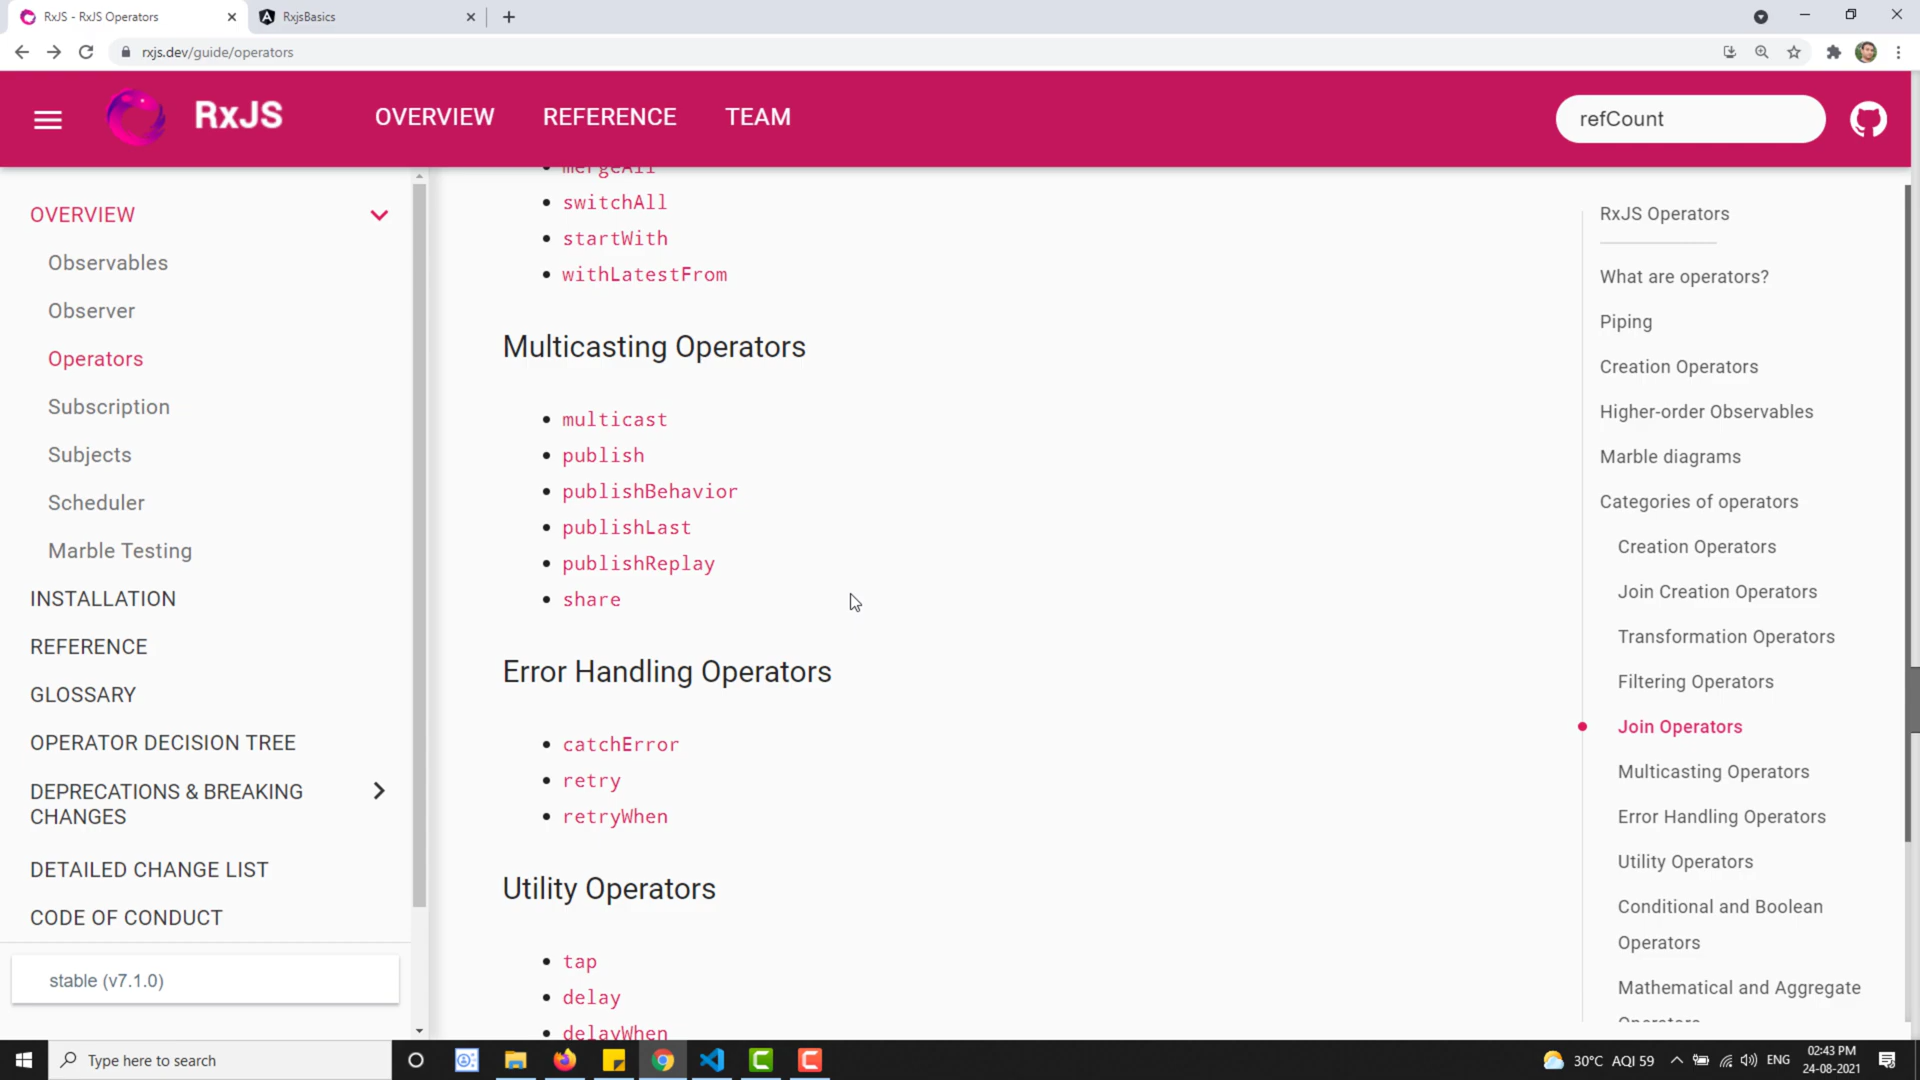 RxJS - RxJS Operators
RxjsBasics
rxjs.dev/guide/operators
RxJS
OVERVIEW
REFERENCE
TEAM
refCount
OVERVIEW
Observables
Observer
Operators
Subscription
Subjects
Scheduler
Marble Testing
INSTALLATION
REFERENCE
GLOSSARY
OPERATOR DECISION TREE
DEPRECATIONS & BREAKING
CHANGES
DETAILED CHANGE LIST
CODE OF CONDUCT
stable (v7.1.0)
mergeAll
switchAll
startWith
withLatestFrom
Multicasting Operators
multicast
publish
publishBehavior
publishLast
publishReplay
share
Error Handling Operators
catchError
retry
retryWhen
Utility Operators
tap
delay
delayWhen
RxJS Operators
What are operators?
Piping
Creation Operators
Higher-order Observables
Marble diagrams
Categories of operators
Creation Operators
Join Creation Operators
Transformation Operators
Filtering Operators
Join Operators
Multicasting Operators
Error Handling Operators
Utility Operators
Conditional and Boolean
Operators
Mathematical and Aggregate
Operators
Type here to search
30°C AQI 59
ENG
02:43 PM
24-08-2021